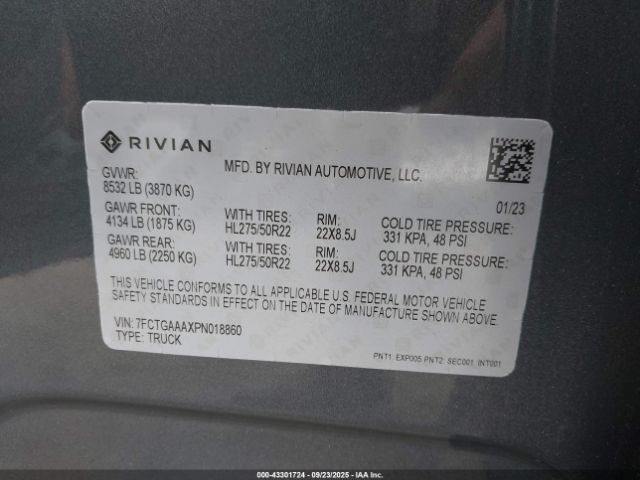 RIVIAN
MFD. BY RIVIAN AUTOMOTIVE, LLC.
GVWR:
8532 LB (3870 KG)
01/23
GAWR FRONT: WITH TIRES: RIM: COLD TIRE PRESSURE:
4134 LB (1875 KG) HL275/50R22 22X8.5J 331 KPA, 48 PSI
GAWR REAR: WITH TIRES: RIM: COLD TIRE PRESSURE:
4960 LB (2250 KG) HL275/50R22 22X8.5J 331 KPA, 48 PSI
THIS VEHICLE CONFORMS TO ALL APPLICABLE U.S. FEDERAL MOTOR VEHICLE
SAFETY STANDARDS IN EFFECT ON THE DATE OF MANUFACTURE SHOWN ABOVE.
VIN: 7FCTGAAAXPN018860
TYPE: TRUCK
PNT1: EXP005 PNT2: SEC001 INT001
000-43301724 - 09/23/2025 - IAA Inc.